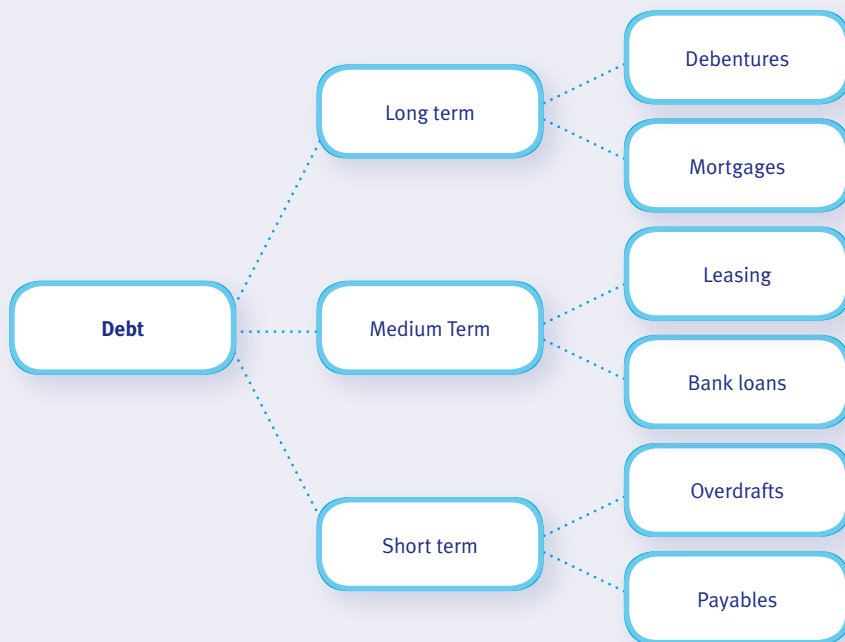 Debt
Long term
Debentures
Mortgages
Medium Term
Leasing
Bank loans
Short term
Overdrafts
Payables